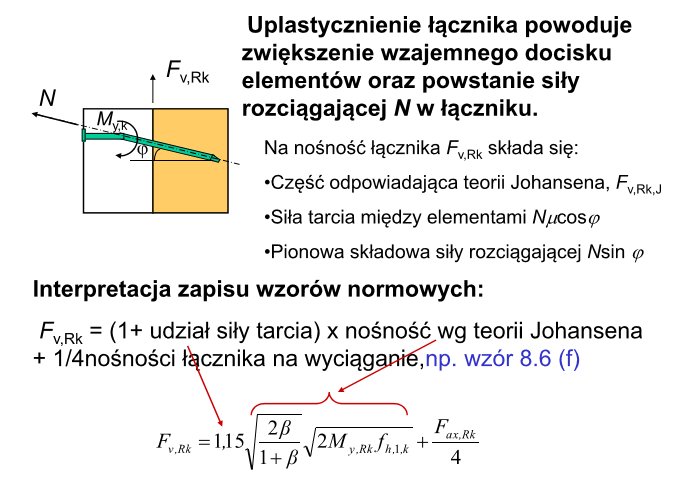 Uplastycznienie łącznika powoduje
zwiększenie wzajemnego docisku
elementów oraz powstanie siły
rozciągającej N w łączniku.
F_v,Rk
N
M_y,k
φ
Na nośność łącznika F_v,Rk składa się:
•Część odpowiadająca teorii Johansena, F_v,Rk,J
•Siła tarcia między elementami Nμcosφ
•Pionowa składowa siły rozciągającej Nsin φ
Interpretacja zapisu wzorów normowych:
F_v,Rk = (1+ udział siły tarcia) x nośność wg teorii Johansena
+ 1/4nośności łącznika na wyciąganie,np. wzór 8.6 (f)
F_v,Rk = 1,15 √(2β / (1 + β)) √(2M_y,Rk f_h,1,k) + F_ax,Rk / 4